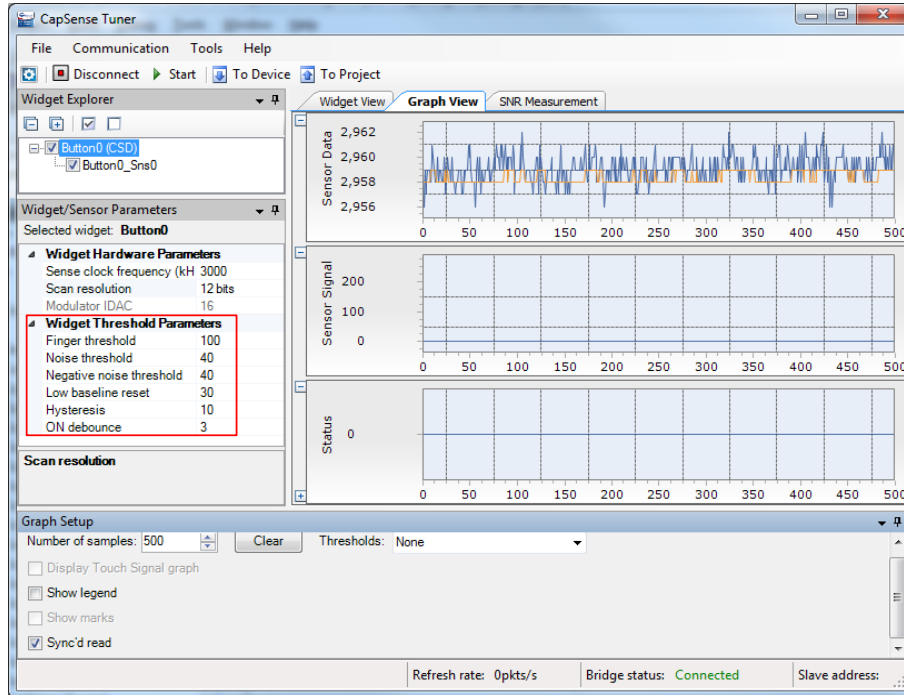 CapSense Tuner
File Communication Tools Help
Disconnect Start To Device To Project
Widget Explorer
Button0 (CSD)
Button0_Sns0
Widget/Sensor Parameters
Selected widget: Button0
Widget Hardware Parameters
Sense clock frequency (kH 3000
Scan resolution 12 bits
Modulator IDAC 16
Widget Threshold Parameters
Finger threshold 100
Noise threshold 40
Negative noise threshold 40
Low baseline reset 30
Hysteresis 10
ON debounce 3
Scan resolution
Widget View Graph View SNR Measurement
Sensor Data
2,962
2,960
2,958
2,956
0 50 100 150 200 250 300 350 400 450 500
Sensor Signal
200
100
0
0 50 100 150 200 250 300 350 400 450 500
Status
0
0 50 100 150 200 250 300 350 400 450 500
Graph Setup
Number of samples: 500 Clear Thresholds: None
Display Touch Signal graph
Show legend
Show marks
Sync'd read
Refresh rate: 0pkts/s Bridge status: Connected Slave address: